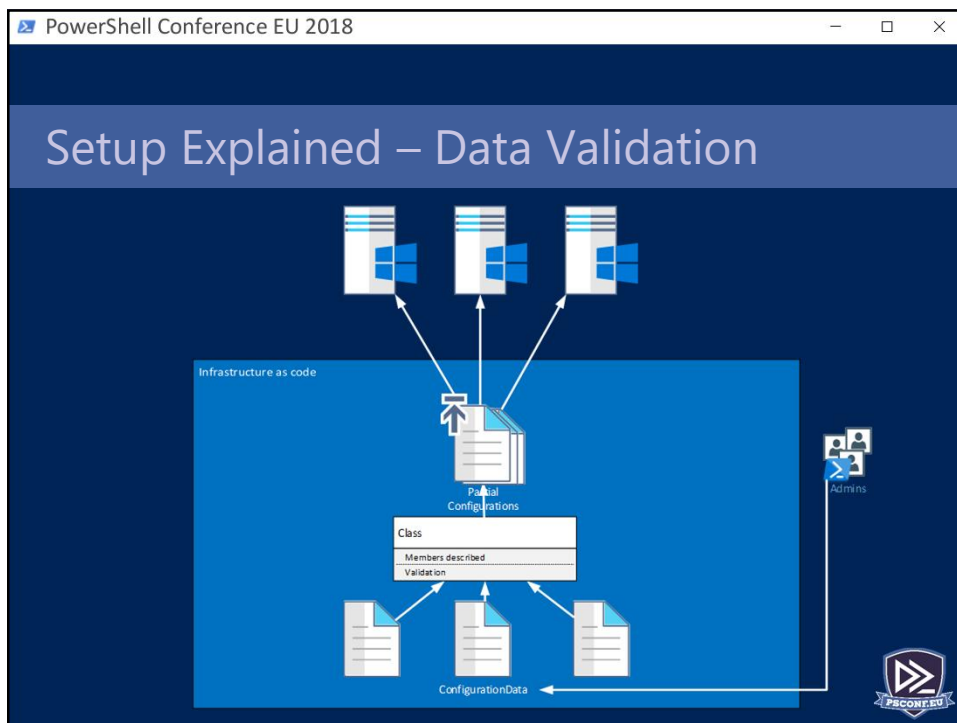 PowerShell Conference EU 2018
Setup Explained – Data Validation
Infrastructure as code
Partial
Configurations
Admins
Class
Members described
Validation
ConfigurationData
PSCONF.EU